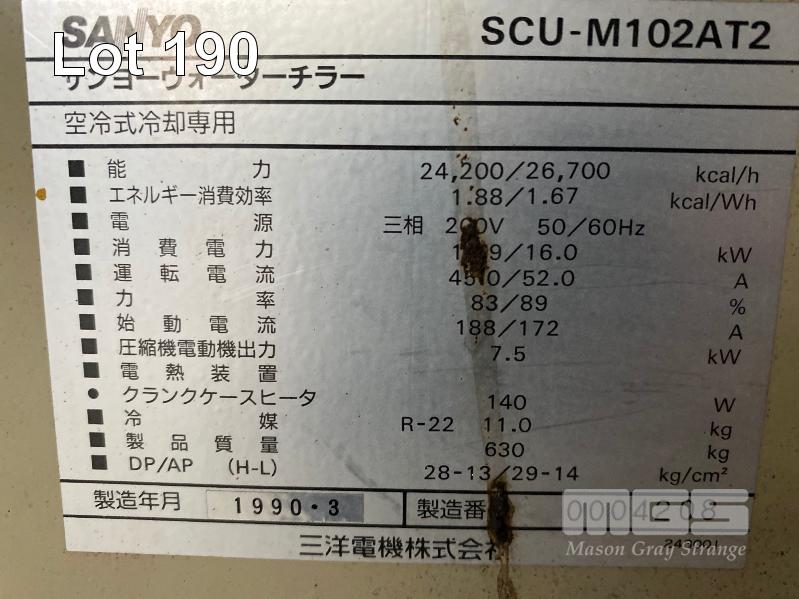 SANYO SCU-M102AT2
Lot 190
サンヨーウォーターチラー
空冷式冷却専用
■ 能力 24,200/26,700 kcal/h
■ エネルギー消費効率 1.88/1.67 kcal/Wh
■ 電源 三相 200V 50/60Hz
■ 消費電力 /16.0 kW
■ 運転電流 45.0/52.0 A
■ 力率 83/89 %
■ 始動電流 188/172 A
■ 圧縮機電動機出力 7.5 kW
■ 電熱装置
● クランクケースヒータ 140 W
■ 冷媒 R-22 11.0 kg
■ 製品質量 630 kg
■ DP/AP (H-L) 28-13/29-14 kg/cm²
製造年月 1990・3 製造番 0004208
三洋電機株式会社 243001
MGS
Mason Gray Strange